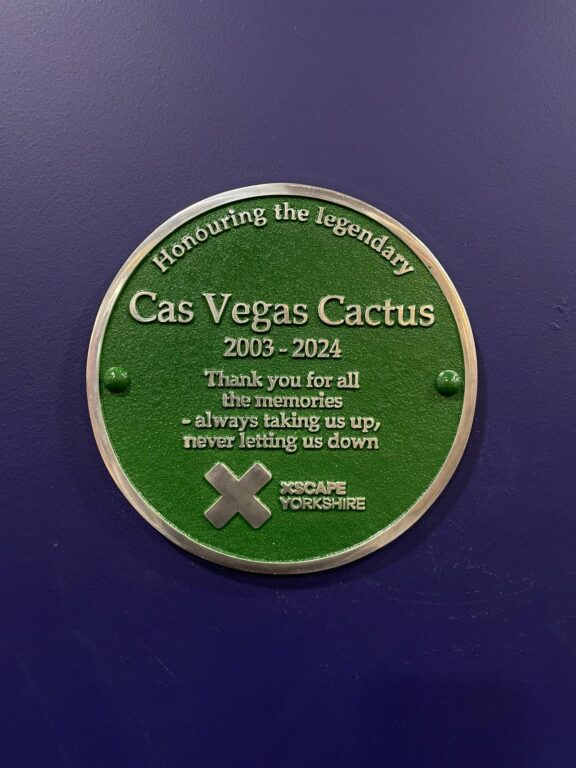 Honouring the legendary
Cas Vegas Cactus
2003 - 2024
Thank you for all
the memories
- always taking us up,
never letting us down
XSCAPE
YORKSHIRE